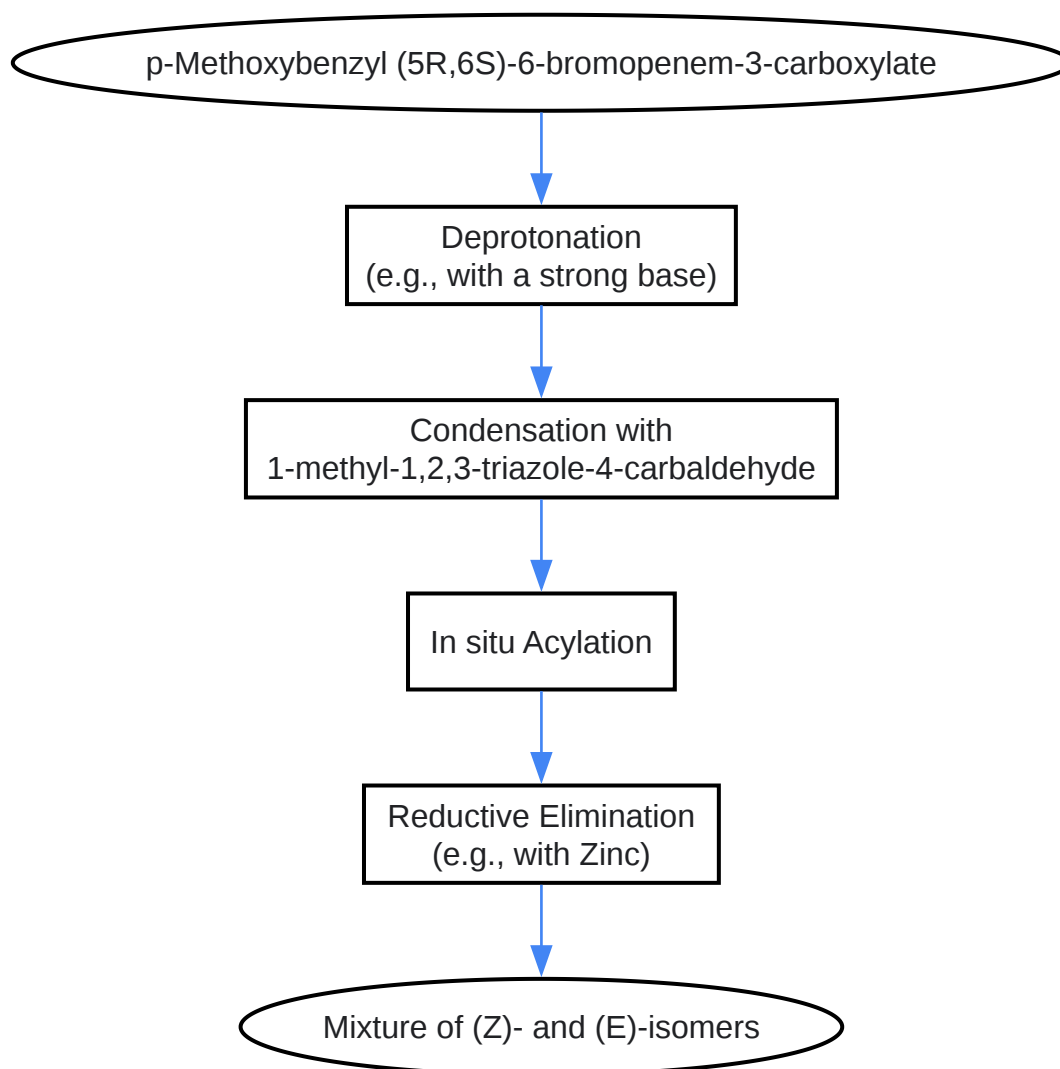 p-Methoxybenzyl (5R,6S)-6-bromopenem-3-carboxylate
Deprotonation
(e.g., with a strong base)
Condensation with
1-methyl-1,2,3-triazole-4-carbaldehyde
In situ Acylation
Reductive Elimination
(e.g., with Zinc)
Mixture of (Z)- and (E)-isomers